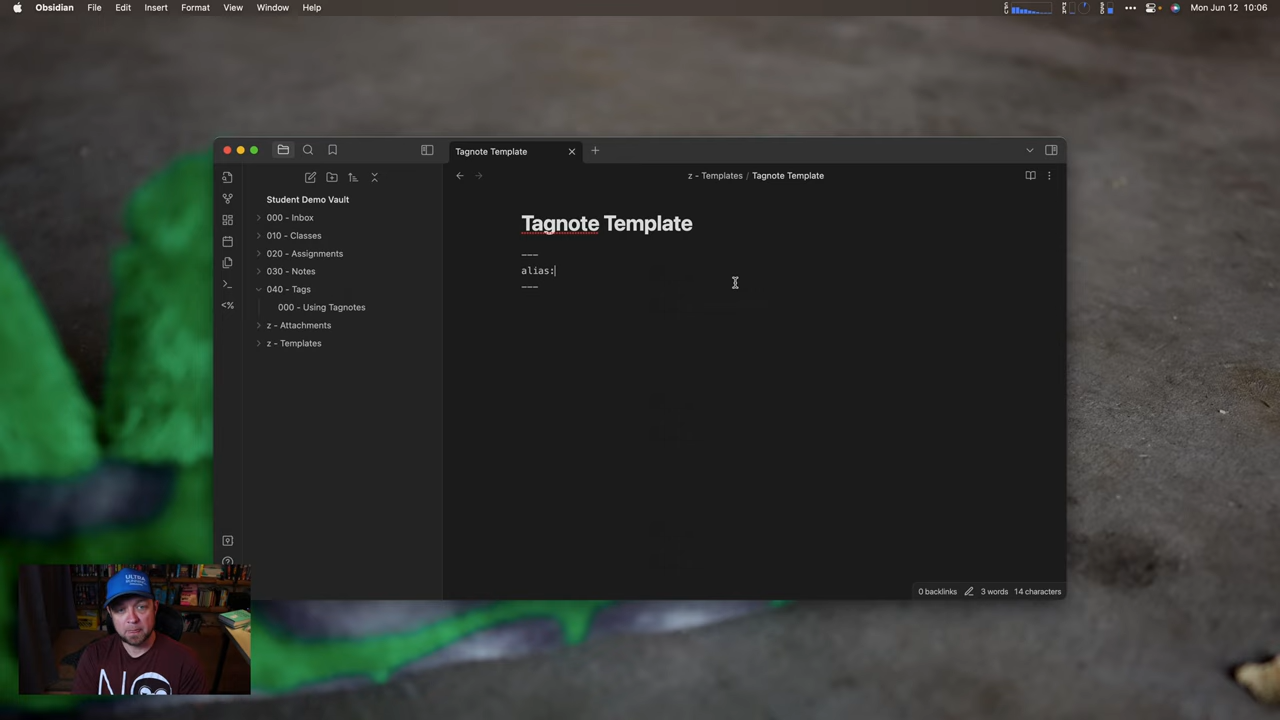 Obsidian File Edit Insert Format View Window Help
Mon Jun 12 10:06
Tagnote Template
z - Templates / Tagnote Template
Student Demo Vault
000 - Inbox
010 - Classes
020 - Assignments
030 - Notes
040 - Tags
000 - Using Tagnotes
z - Attachments
z - Templates
Tagnote Template
---
alias:
---
0 backlinks 3 words 14 characters
ULTRA
NO